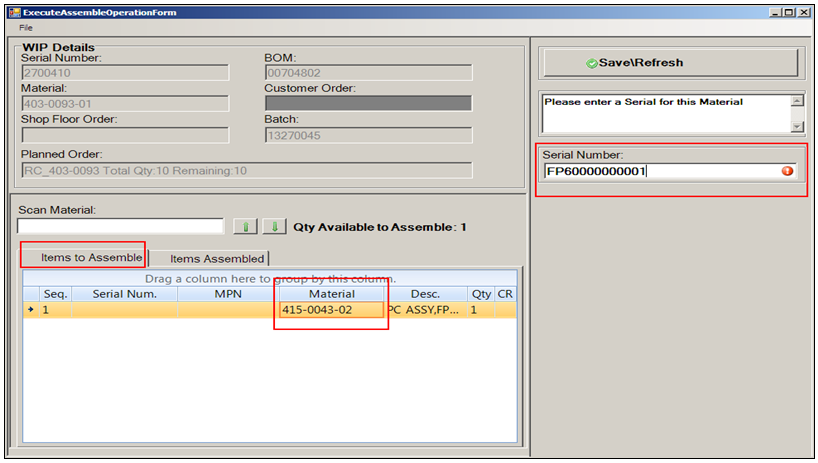 ExecuteAssembleOperationForm
File
WIP Details
Serial Number:
2700410
BOM:
00704802
Material:
403-0093-01
Customer Order:
Shop Floor Order:
Batch:
13270045
Planned Order:
RC_403-0093 Total Qty:10 Remaining:10
Scan Material:
Qty Available to Assemble: 1
Items to Assemble
Items Assembled
Drag a column here to group by this column.
Seq. Serial Num. MPN Material Desc. Qty CR
1 415-0043-02 PC ASSY,FP... 1
Save\Refresh
Please enter a Serial for this Material
Serial Number:
FP60000000001